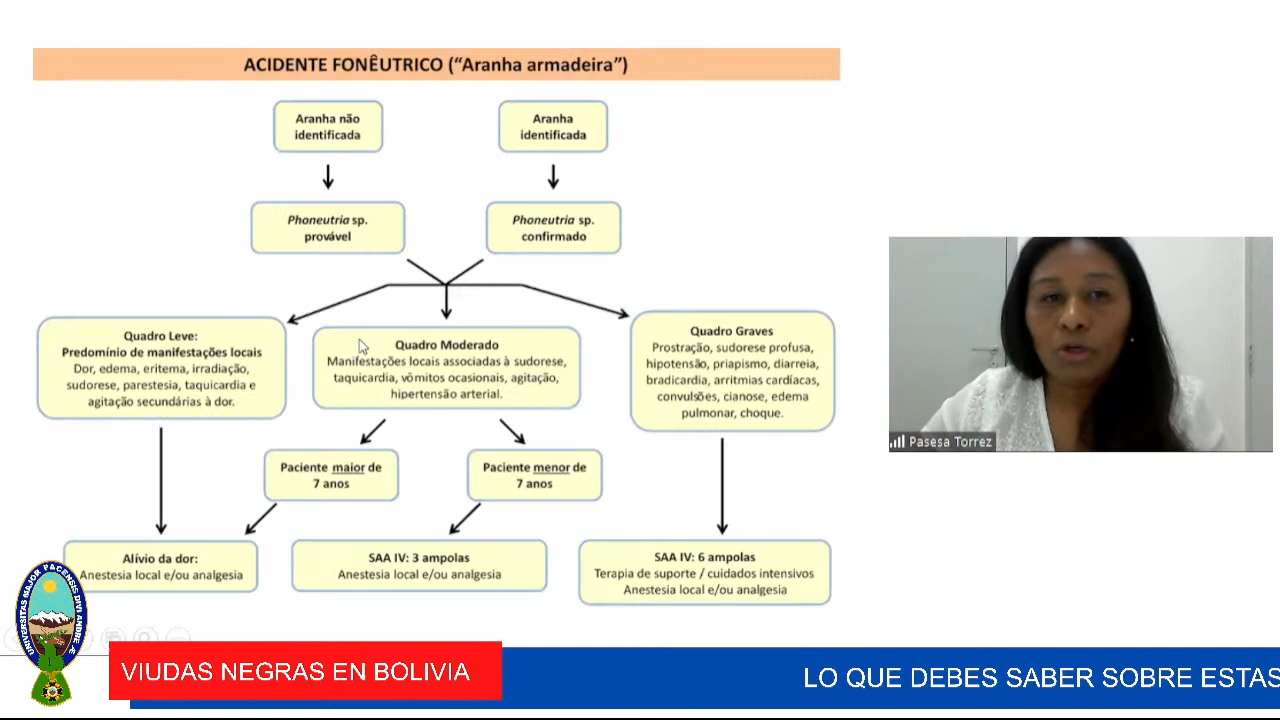 ACIDENTE FONÊUTRICO (“Aranha armadeira”)
Aranha não
identificada
Aranha
identificada
Phoneutria sp.
provável
Phoneutria sp.
confirmado
Quadro Leve:
Predomínio de manifestações locais
Dor, edema, eritema, irradiação,
sudorese, parestesia, taquicardia e
agitação secundárias à dor.
Quadro Moderado
Manifestações locais associadas à sudorese,
taquicardia, vômitos ocasionais, agitação,
hipertensão arterial.
Quadro Graves
Prostração, sudorese profusa,
hipotensão, priapismo, diarreia,
bradicardia, arritmias cardíacas,
convulsões, cianose, edema
pulmonar, choque.
Paciente maior de
7 anos
Paciente menor de
7 anos
Alívio da dor:
Anestesia local e/ou analgesia
SAA IV: 3 ampolas
Anestesia local e/ou analgesia
SAA IV: 6 ampolas
Terapia de suporte / cuidados intensivos
Anestesia local e/ou analgesia
Pasesa Torrez
UNIVERSITAS MAJOR PACENSIS DIVI ANDRE Æ
VIUDAS NEGRAS EN BOLIVIA
LO QUE DEBES SABER SOBRE ESTAS